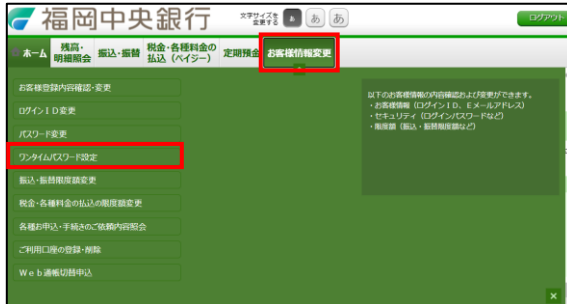 福岡中央銀行
文字サイズを
変更する
あ あ あ
ログアウト
ホーム
残高・
明細照会
振込・振替
税金・各種料金の
払込（ペイジー）
定期預金
お客様情報変更
お客様登録内容確認・変更
ログインＩＤ変更
パスワード変更
ワンタイムパスワード設定
振込・振替限度額変更
税金・各種料金の払込の限度額変更
各種お申込・手続きのご依頼内容照会
ご利用口座の登録・削除
Ｗｅｂ通帳切替申込
以下のお客様情報の内容確認および変更ができます。
・お客様情報（ログインＩＤ、Ｅメールアドレス）
・セキュリティ（ログインパスワードなど）
・限度額（振込・振替限度額など）